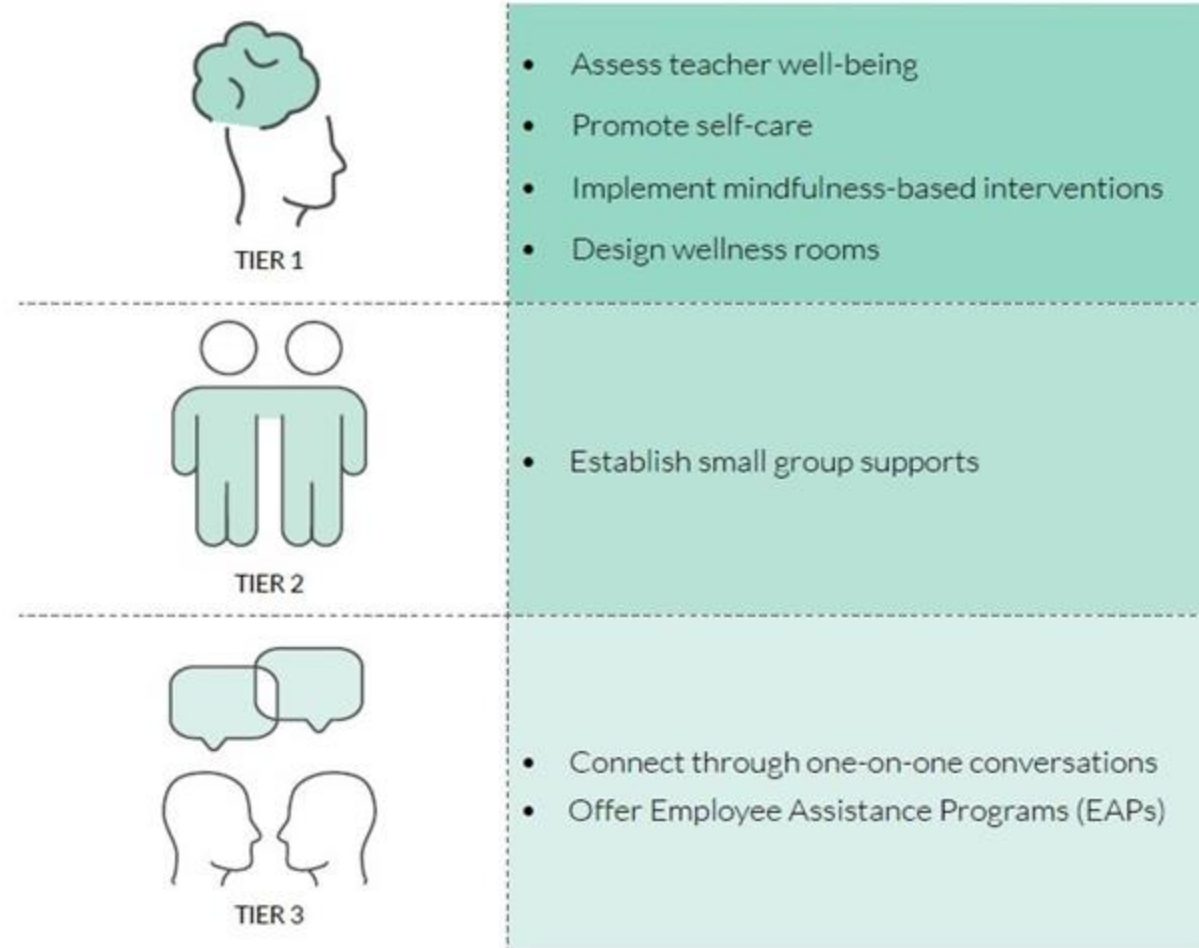 • Assess teacher well-being
• Promote self-care
• Implement mindfulness-based interventions
• Design wellness rooms
TIER 1
• Establish small group supports
TIER 2
• Connect through one-on-one conversations
• Offer Employee Assistance Programs (EAPs)
TIER 3